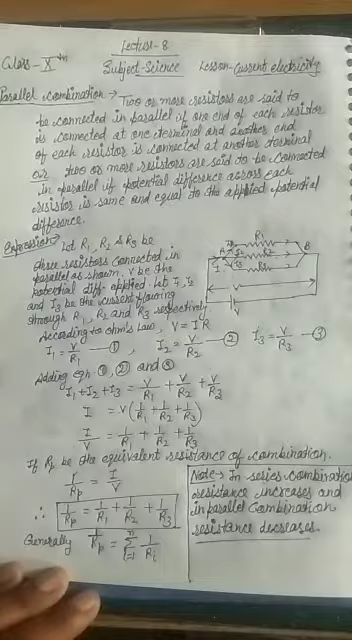 Lecture-8
Class-Xth Subject-Science Lesson-Current electricity
Parallel combination → Two or more resistors are said to
be connected in parallel if one end of each resistor
is connected at one terminal and another end
of each resistor is connected at another terminal
or two or more resistors are said to be connected
in parallel if potential difference across each
resistor is same and equal to the applied potential
difference.
Expression → Let R1, R2 & R3 be
three resistors connected in
parallel as shown, V be the
potential diff. applied. Let I1, I2
and I3 be the current flowing
through R1, R2 and R3 respectively
According to ohm's Law, V = IR
R1
A I2 R2 B
I I3 R3
V
V
I1 = V/R1 —①, I2 = V/R2 —② I3 = V/R3 —③
Adding eqn. ①, ② and ③
I1 + I2 + I3 = V/R1 + V/R2 + V/R3
I = V(1/R1 + 1/R2 + 1/R3)
I/V = 1/R1 + 1/R2 + 1/R3
If Rp be the equivalent resistance of combination.
1/Rp = I/V
∴ 1/Rp = 1/R1 + 1/R2 + 1/R3
Generally 1/Rp = n∑i=1 1/Ri
Note → In series combination
resistance increases and
in parallel combination
resistance decreases.